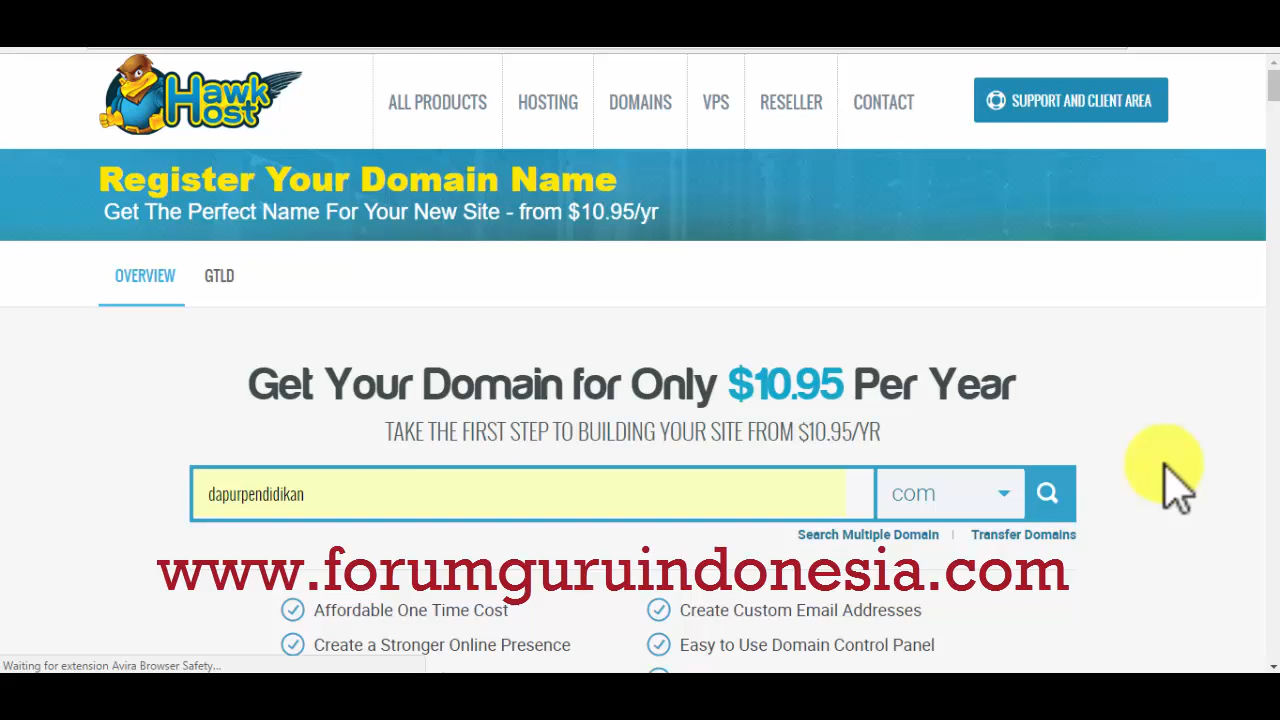 Hawk
Host
ALL PRODUCTS
HOSTING
DOMAINS
VPS
RESELLER
CONTACT
SUPPORT AND CLIENT AREA
Register Your Domain Name
Get The Perfect Name For Your New Site - from $10.95/yr
OVERVIEW
GTLD
Get Your Domain for Only $10.95 Per Year
TAKE THE FIRST STEP TO BUILDING YOUR SITE FROM $10.95/YR
dapurpendidikan
com
Search Multiple Domain
Transfer Domains
www.forumguruindonesia.com
Affordable One Time Cost
Create Custom Email Addresses
Create a Stronger Online Presence
Easy to Use Domain Control Panel
Waiting for extension Avira Browser Safety...